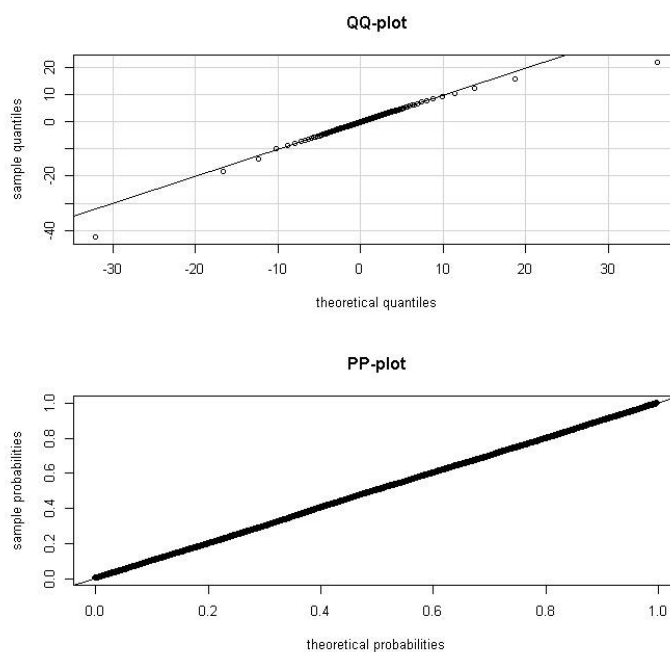 QQ-plot
20
10
0
-20
-40
sample quantiles
-30 -20 -10 0 10 20 30
theoretical quantiles
PP-plot
1.0
0.8
0.6
0.4
0.2
0.0
sample probabilities
0.0 0.2 0.4 0.6 0.8 1.0
theoretical probabilities